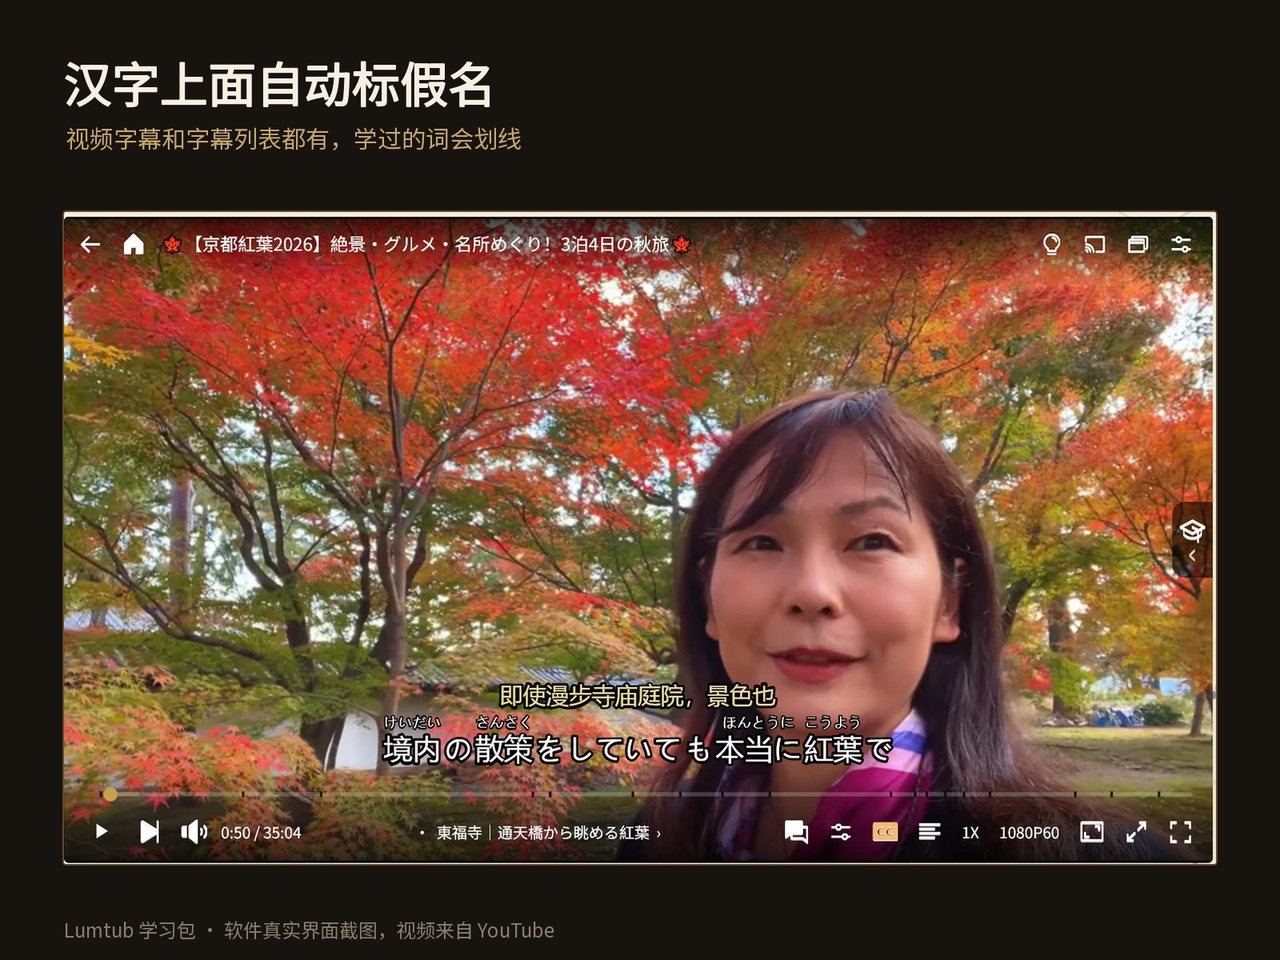 汉字上面自动标假名
视频字幕和字幕列表都有，学过的词会划线
🍁【京都紅葉2026】絶景・グルメ・名所めぐり！3泊4日の秋旅🍁
即使漫步寺庙庭院，景色也
けいだい さんさく ほんとうに こうよう
境内の散策をしていても本当に紅葉で
0:50 / 35:04
・ 東福寺｜通天橋から眺める紅葉 ›
CC
1X
1080P60
Lumtub 学习包 · 软件真实界面截图，视频来自 YouTube